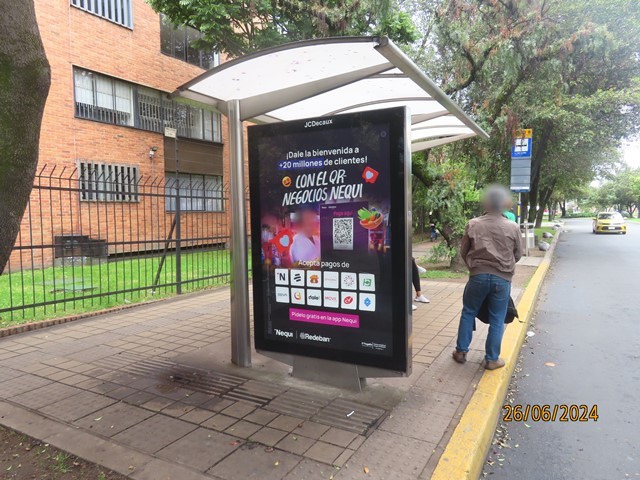 JCDecaux
¡Dale la bienvenida a
+20 millones de clientes!
CON EL QR
NEGOCIOS NEQUI
Acepta pagos de
Pídelo gratis en la app Nequi
Nequi Redeban
26/06/2024